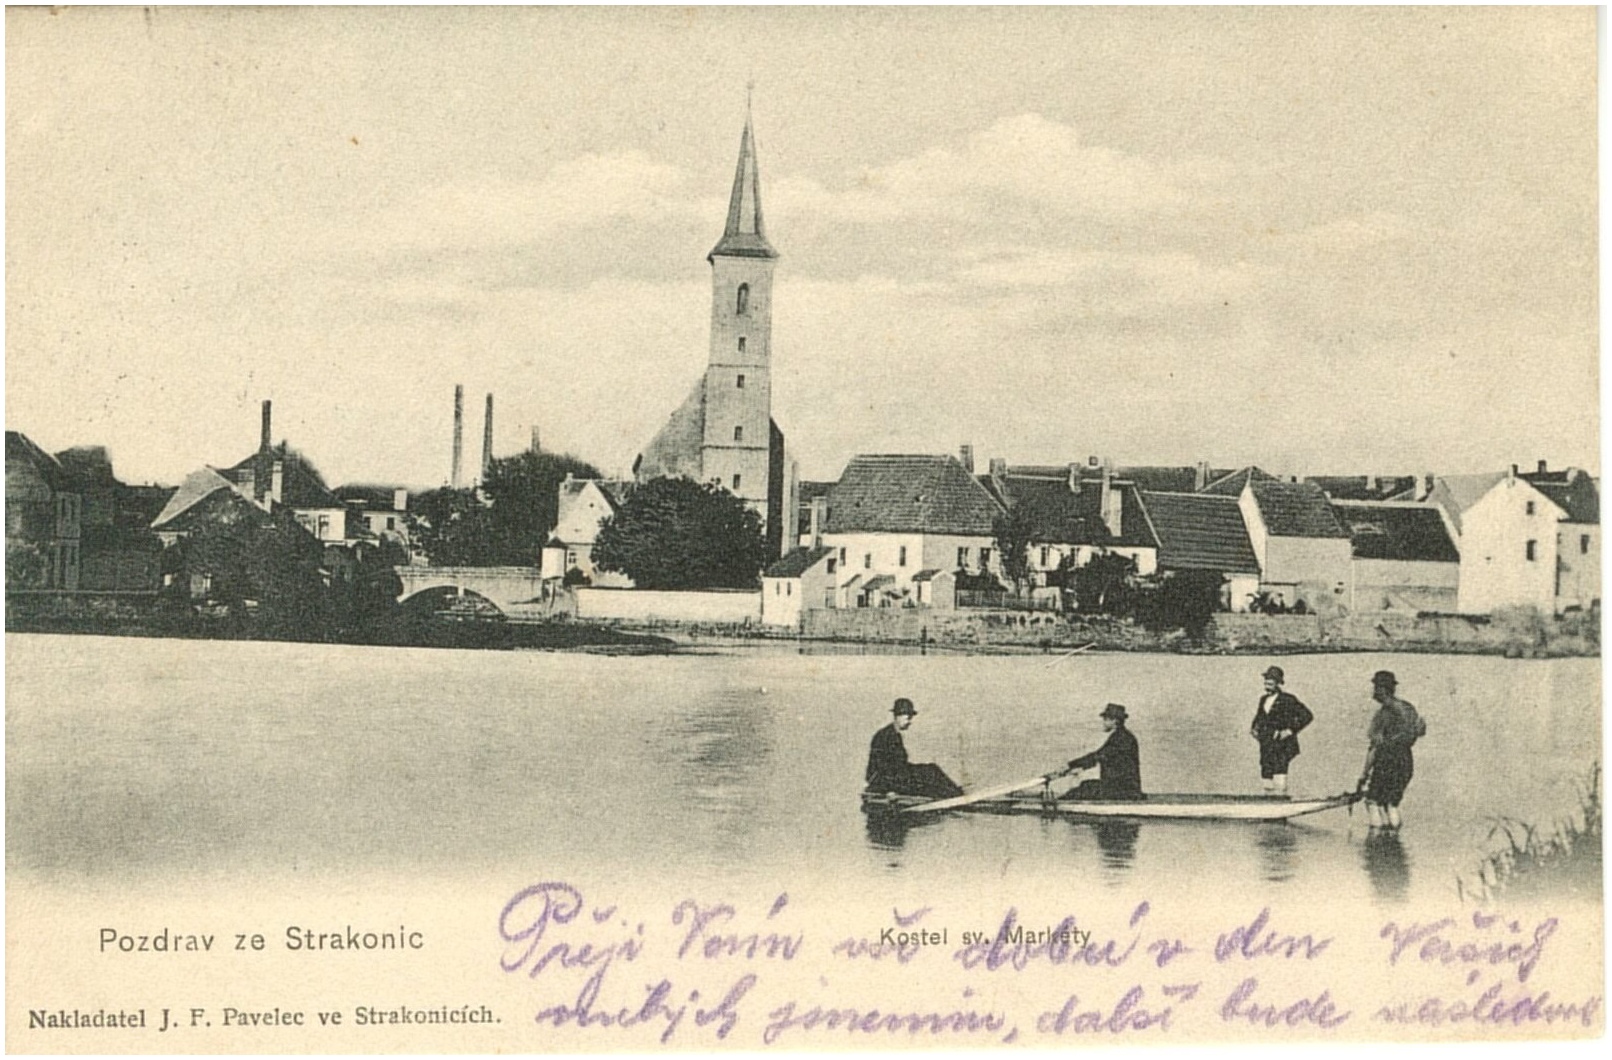 Pozdrav ze Strakonic
Kostel sv. Markéty
Přeji Vám vše dobré v den Vašich
milých jmenin, další bude následovat
Nakladatel J. F. Pavelec ve Strakonicích.